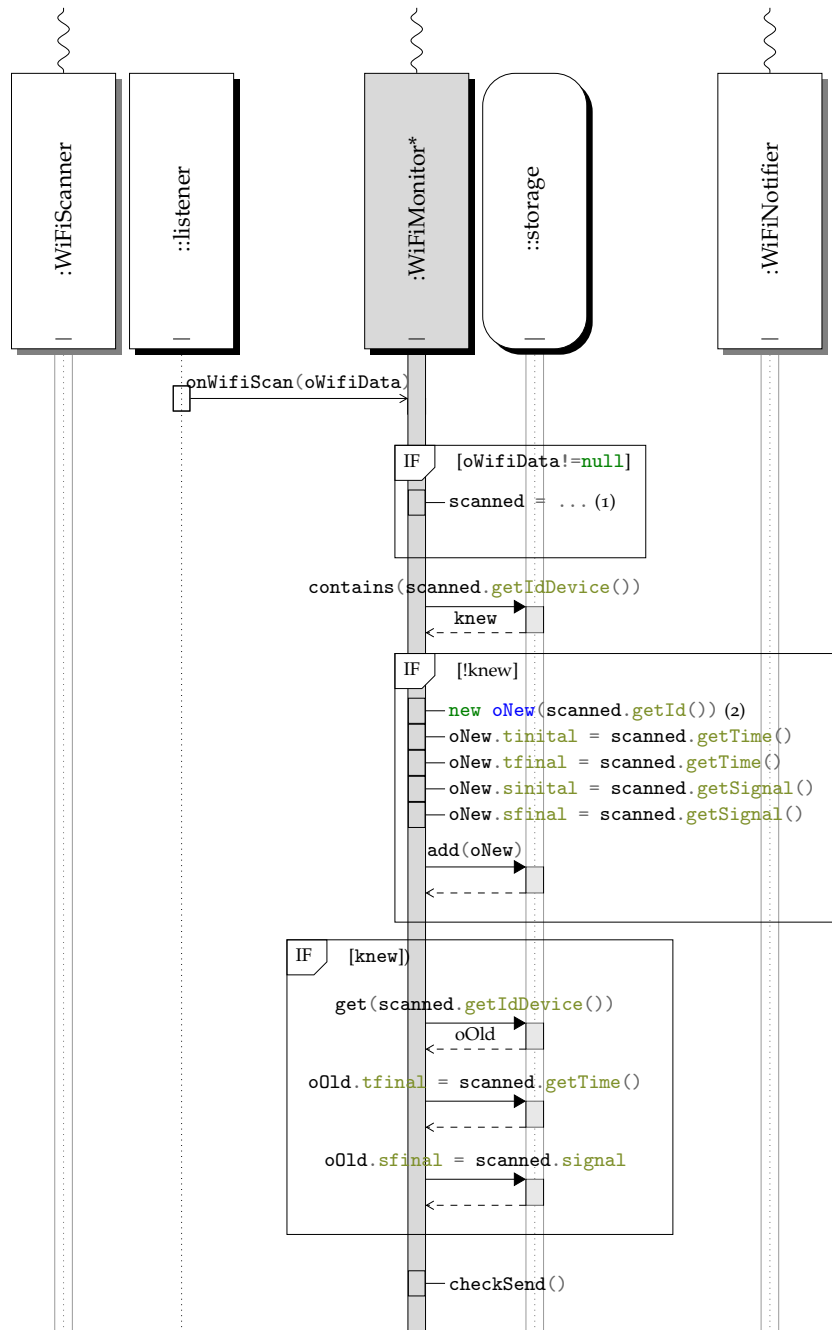 :WiFiScanner
::listener
:WiFiMonitor*
::storage
:WiFiNotifier
onWifiScan(oWifiData)
IF [oWifiData!=null]
scanned = ... (1)
contains(scanned.getIdDevice())
knew
IF [!knew]
new oNew(scanned.getId()) (2)
oNew.tinital = scanned.getTime()
oNew.tfinal = scanned.getTime()
oNew.sinital = scanned.getSignal()
oNew.sfinal = scanned.getSignal()
add(oNew)
IF [knew])
get(scanned.getIdDevice())
oOld
oOld.tfinal = scanned.getTime()
oOld.sfinal = scanned.signal
checkSend()